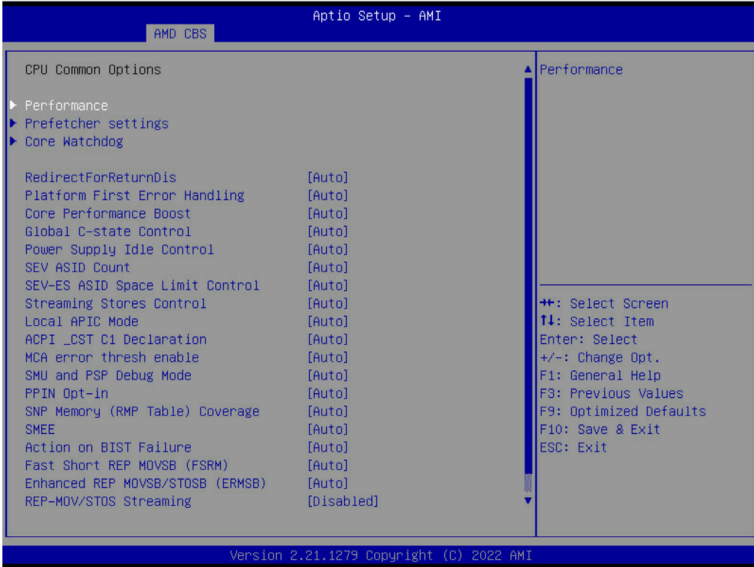 Aptio Setup - AMI
AMD CBS
CPU Common Options
Performance
Prefetcher settings
Core Watchdog
RedirectForReturnDis [Auto]
Platform First Error Handling [Auto]
Core Performance Boost [Auto]
Global C-state Control [Auto]
Power Supply Idle Control [Auto]
SEV ASID Count [Auto]
SEV-ES ASID Space Limit Control [Auto]
Streaming Stores Control [Auto]
Local APIC Mode [Auto]
ACPI _CST C1 Declaration [Auto]
MCA error thresh enable [Auto]
SMU and PSP Debug Mode [Auto]
PPIN Opt-in [Auto]
SNP Memory (RMP Table) Coverage [Auto]
SMEE [Auto]
Action on BIST Failure [Auto]
Fast Short REP MOVSB (FSRM) [Auto]
Enhanced REP MOVSB/STOSB (ERMSB) [Auto]
REP-MOV/STOS Streaming [Disabled]
Performance
→←: Select Screen
↑↓: Select Item
Enter: Select
+/-: Change Opt.
F1: General Help
F3: Previous Values
F9: Optimized Defaults
F10: Save & Exit
ESC: Exit
Version 2.21.1279 Copyright (C) 2022 AMI